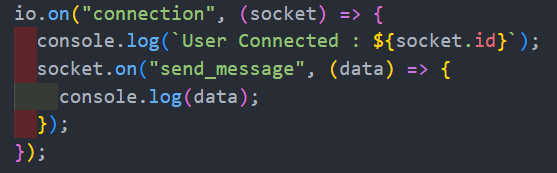 io.on("connection", (socket) => {
  console.log(`User Connected : ${socket.id}`);
  socket.on("send_message", (data) => {
    console.log(data);
  });
});